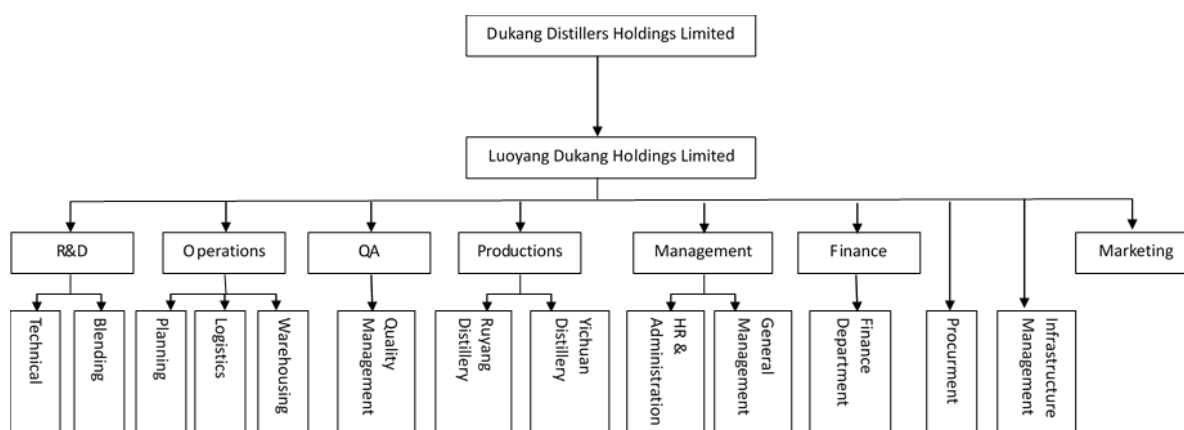 Dukang Distillers Holdings Limited
Luoyang Dukang Holdings Limited
R&D
Operations
QA
Productions
Management
Finance
Marketing
Technical
Blending
Planning
Logistics
Warehousing
Quality
Management
Ruyang
Distillery
Yichuan
Distillery
HR &
Administration
General
Management
Finance
Department
Procurment
Infrastructure
Management